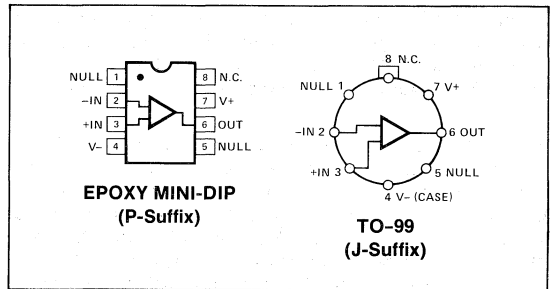 NULL 1
8 N.C.
-IN 2
7 V+
+IN 3
6 OUT
V- 4
5 NULL
EPOXY MINI-DIP
(P-Suffix)
8 N.C.
NULL 1
7 V+
-IN 2
6 OUT
+IN 3
5 NULL
4 V- (CASE)
TO-99
(J-Suffix)